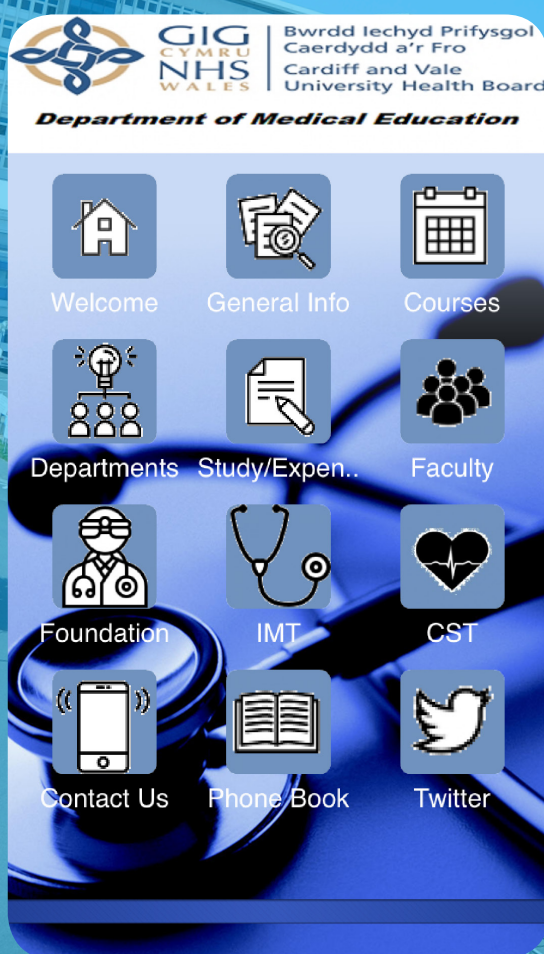 GIG
CYMRU
NHS
WALES
Bwrdd Iechyd Prifysgol
Caerdydd a'r Fro
Cardiff and Vale
University Health Board
Department of Medical Education
Welcome General Info Courses
Departments Study/Expen.. Faculty
Foundation IMT CST
Contact Us Phone Book Twitter